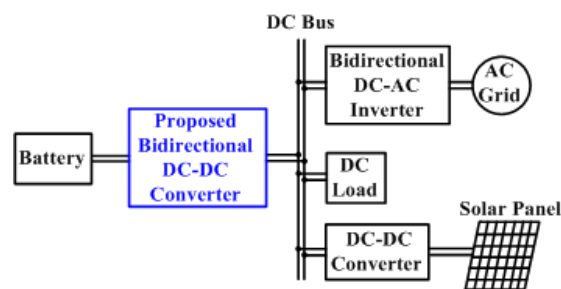 DC Bus
Bidirectional
DC-AC
Inverter
AC
Grid
Proposed
Bidirectional
DC-DC
Converter
Battery
DC
Load
Solar Panel
DC-DC
Converter